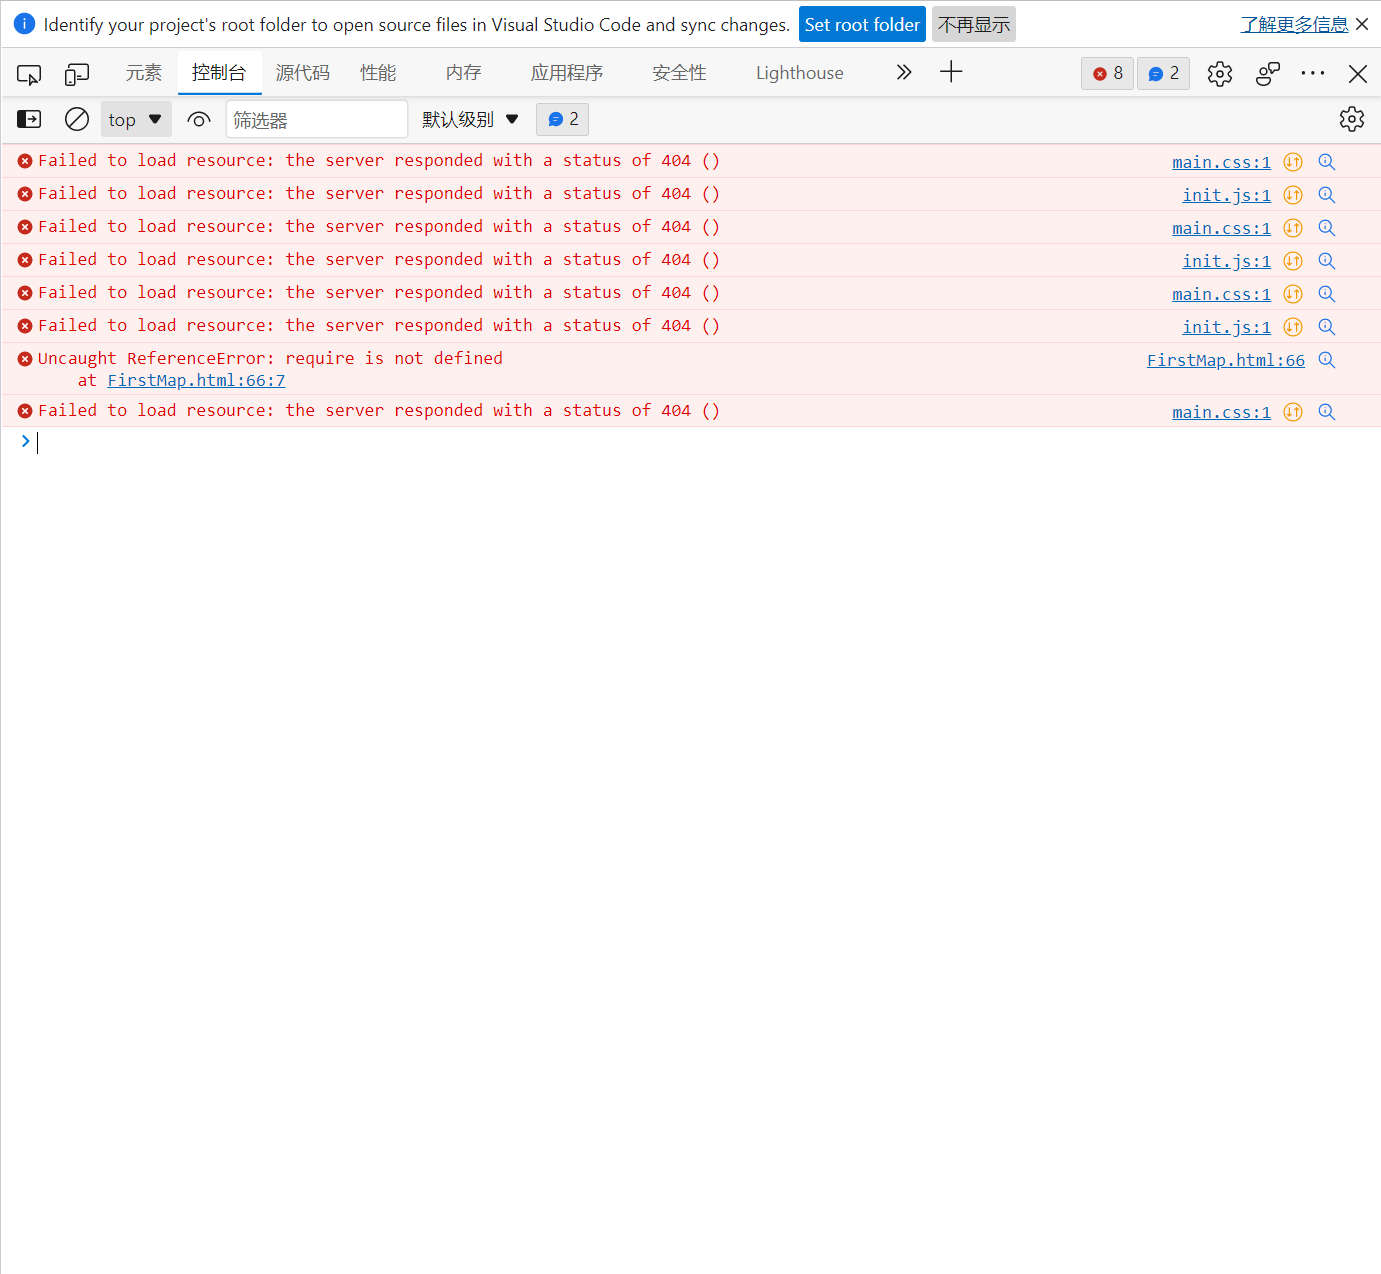 Identify your project's root folder to open source files in Visual Studio Code and sync changes. Set root folder 不再显示 了解更多信息
元素 控制台 源代码 性能 内存 应用程序 安全性 Lighthouse 8 2
top 筛选器 默认级别 2
Failed to load resource: the server responded with a status of 404 () main.css:1
Failed to load resource: the server responded with a status of 404 () init.js:1
Failed to load resource: the server responded with a status of 404 () main.css:1
Failed to load resource: the server responded with a status of 404 () init.js:1
Failed to load resource: the server responded with a status of 404 () main.css:1
Failed to load resource: the server responded with a status of 404 () init.js:1
Uncaught ReferenceError: require is not defined FirstMap.html:66
at FirstMap.html:66:7
Failed to load resource: the server responded with a status of 404 () main.css:1